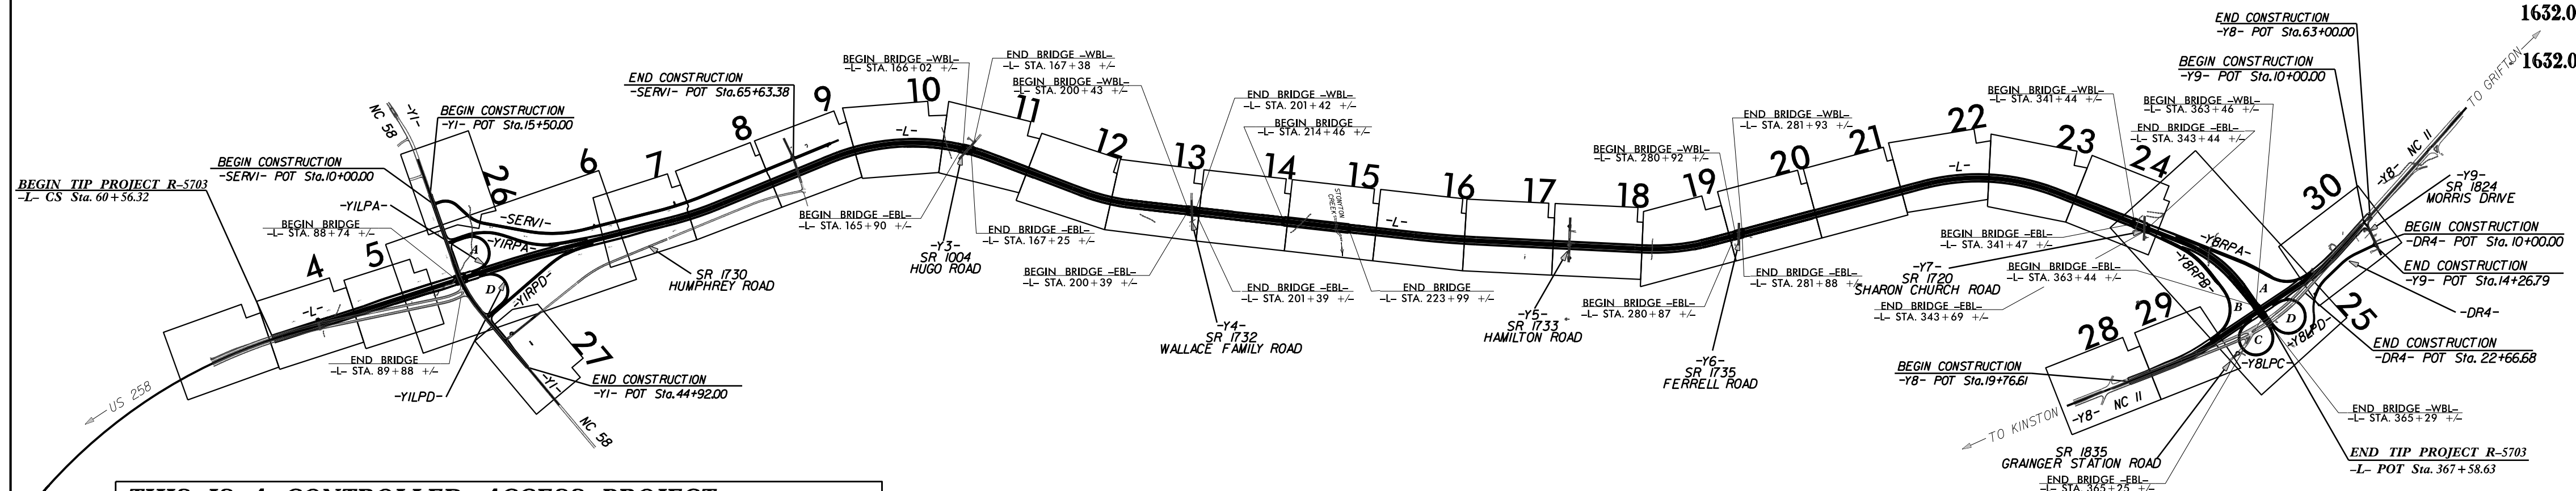 1632.0
1632.0
END CONSTRUCTION
-Y8- POT Sta.63+00.00
BEGIN CONSTRUCTION
-Y9- POT Sta.10+00.00
TO GRIFTON
BEGIN BRIDGE -WBL-
-L- STA. 166+02 +/-
END BRIDGE -WBL-
-L- STA. 167+38 +/-
BEGIN BRIDGE -WBL-
-L- STA. 200+43 +/-
END CONSTRUCTION
-SERV1- POT Sta.65+63.38
END BRIDGE -WBL-
-L- STA. 201+42 +/-
BEGIN BRIDGE
-L- STA. 214+46 +/-
END BRIDGE -WBL-
-L- STA. 281+93 +/-
BEGIN BRIDGE -WBL-
-L- STA. 280+92 +/-
BEGIN BRIDGE -WBL-
-L- STA. 341+44 +/-
BEGIN BRIDGE -WBL-
-L- STA. 363+46 +/-
END BRIDGE -EBL-
-L- STA. 343+44 +/-
NC 58
-Y1-
BEGIN CONSTRUCTION
-Y1- POT Sta.15+50.00
BEGIN CONSTRUCTION
-SERV1- POT Sta.10+00.00
BEGIN TIP PROJECT R-5703
-L- CS Sta. 60+56.32
-Y1LPA-
BEGIN BRIDGE
-L- STA. 88+74 +/-
4
5
26
6
7
8
9
10
11
12
13
14
15
16
17
18
19
20
21
22
23
24
30
-SERV1-
-Y1RPA-
A
D
-Y1RPD-
-L-
-L-
STONYTON
CREEK
-L-
-L-
BEGIN BRIDGE -EBL-
-L- STA. 165+90 +/-
-Y3-
SR 1004
HUGO ROAD
END BRIDGE -EBL-
-L- STA. 167+25 +/-
BEGIN BRIDGE -EBL-
-L- STA. 200+39 +/-
END BRIDGE -EBL-
-L- STA. 201+39 +/-
END BRIDGE
-L- STA. 223+99 +/-
SR 1730
HUMPHREY ROAD
-Y4-
SR 1732
WALLACE FAMILY ROAD
-Y5-
SR 1733
HAMILTON ROAD
BEGIN BRIDGE -EBL-
-L- STA. 280+87 +/-
END BRIDGE -EBL-
-L- STA. 281+88 +/-
-Y6-
SR 1735
FERRELL ROAD
BEGIN BRIDGE -EBL-
-L- STA. 341+47 +/-
-Y7-
SR 1720
SHARON CHURCH ROAD
BEGIN BRIDGE -EBL-
-L- STA. 363+44 +/-
END BRIDGE -EBL-
-L- STA. 343+69 +/-
-Y8RPA-
-Y8RPB-
A
B
C
D
-Y8LPD-
-Y8LPC-
25
28
29
-Y8- NC 11
-Y9-
SR 1824
MORRIS DRIVE
BEGIN CONSTRUCTION
-DR4- POT Sta. 10+00.00
END CONSTRUCTION
-Y9- POT Sta.14+26.79
-DR4-
END CONSTRUCTION
-DR4- POT Sta. 22+66.68
BEGIN CONSTRUCTION
-Y8- POT Sta.19+76.61
END BRIDGE -WBL-
-L- STA. 365+29 +/-
-Y8- NC 11
TO KINSTON
SR 1835
GRAINGER STATION ROAD
END BRIDGE -EBL-
-L- STA. 365+25 +/-
END TIP PROJECT R-5703
-L- POT Sta. 367+58.63
END BRIDGE
-L- STA. 89+88 +/-
-Y1LPD-
27
-Y1-
END CONSTRUCTION
-Y1- POT Sta.44+92.00
NC 58
US 258
THIS IS A CONTROLLED-ACCESS PROJECT